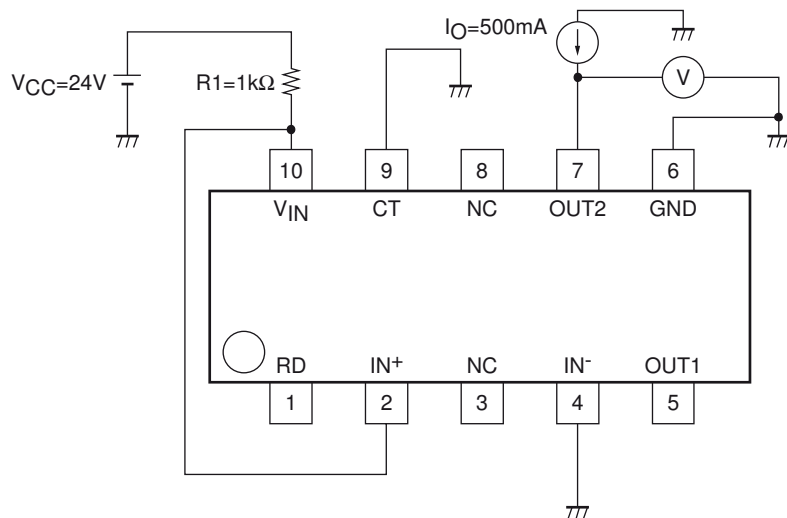 IO=500mA
VCC=24V
R1=1kΩ
V
10 9 8 7 6
VIN CT NC OUT2 GND
RD IN+ NC IN- OUT1
1 2 3 4 5